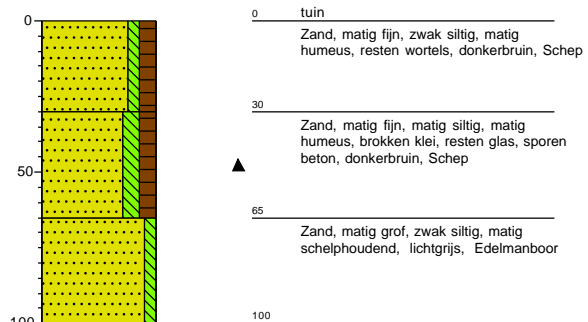 0
0 tuin
Zand, matig fijn, zwak siltig, matig
humeus, resten wortels, donkerbruin, Schep
30
Zand, matig fijn, matig siltig, matig
humeus, brokken klei, resten glas, sporen
beton, donkerbruin, Schep
50
65
Zand, matig grof, zwak siltig, matig
schelphoudend, lichtgrijs, Edelmanboor
100
100